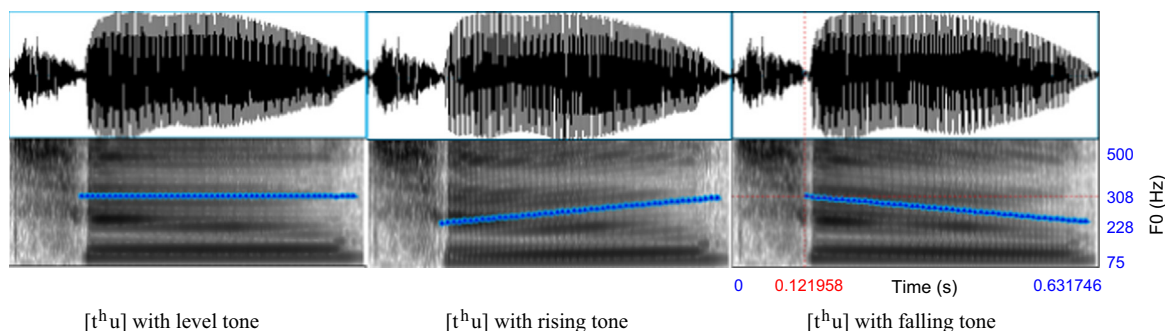 500
308
228
75
F0 (Hz)
0 0.121958 Time (s) 0.631746
[tʰu] with level tone [tʰu] with rising tone [tʰu] with falling tone